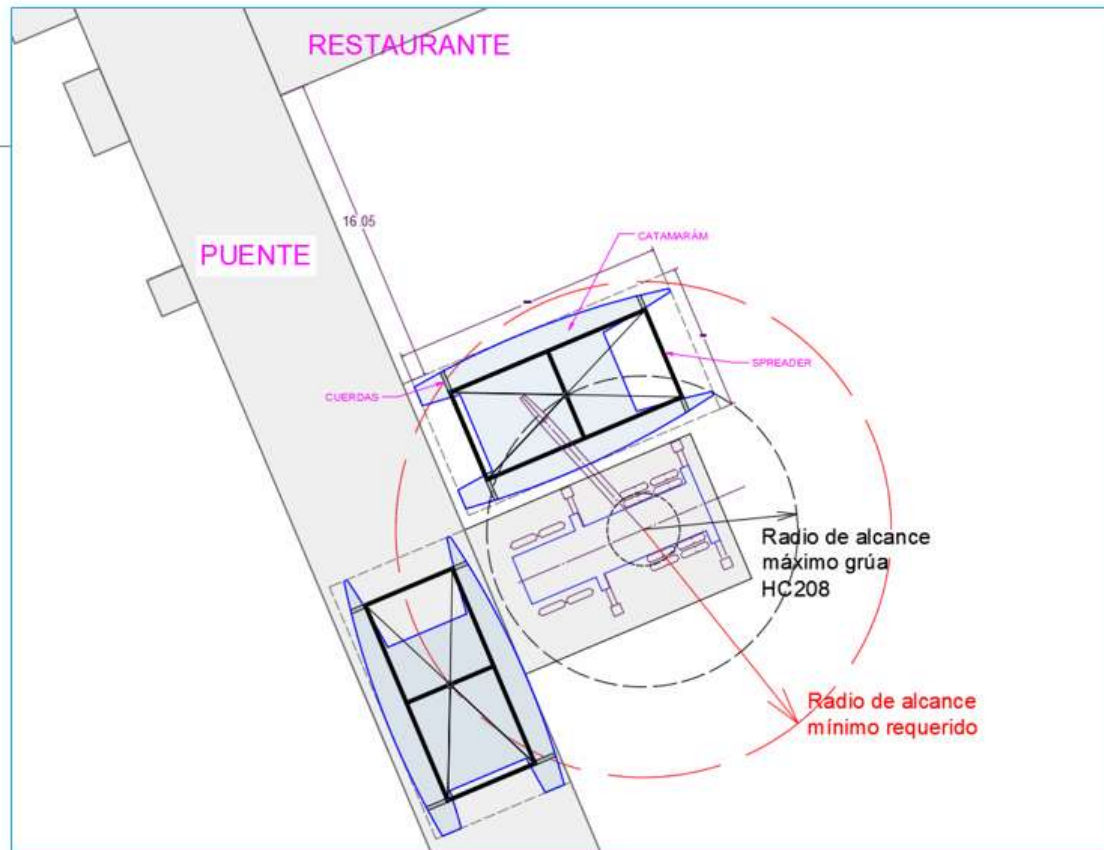 RESTAURANTE
16.05
PUENTE
CATAMARÁM
SPREADER
CUERDAS
Radio de alcance
máximo grúa
HC208
Radio de alcance
mínimo requerido